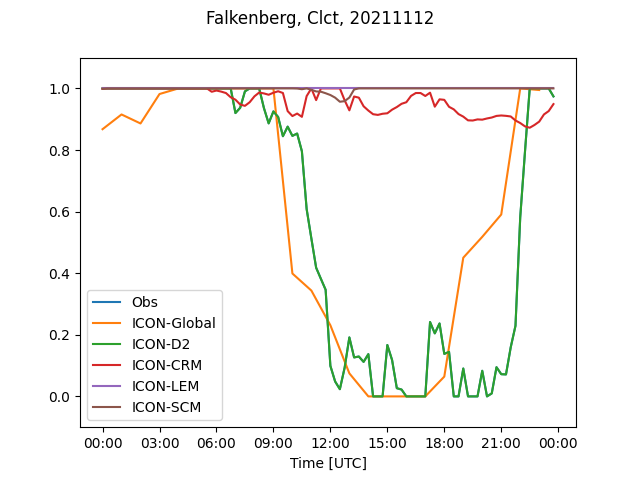 Falkenberg, Clct, 20211112
1.0
0.8
0.6
0.4
0.2
0.0
Obs
ICON-Global
ICON-D2
ICON-CRM
ICON-LEM
ICON-SCM
00:00 03:00 06:00 09:00 12:00 15:00 18:00 21:00 00:00
Time [UTC]